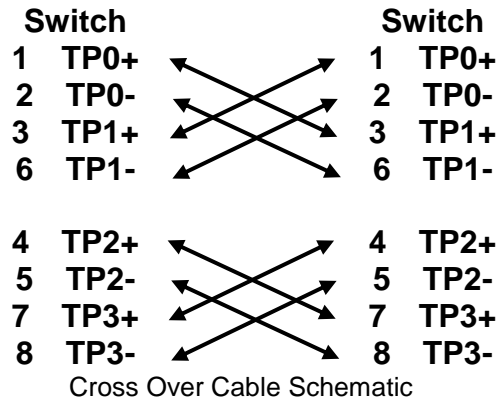 Switch Switch
1 TP0+ 1 TP0+
2 TP0- 2 TP0-
3 TP1+ 3 TP1+
6 TP1- 6 TP1-
4 TP2+ 4 TP2+
5 TP2- 5 TP2-
7 TP3+ 7 TP3+
8 TP3- 8 TP3-
Cross Over Cable Schematic